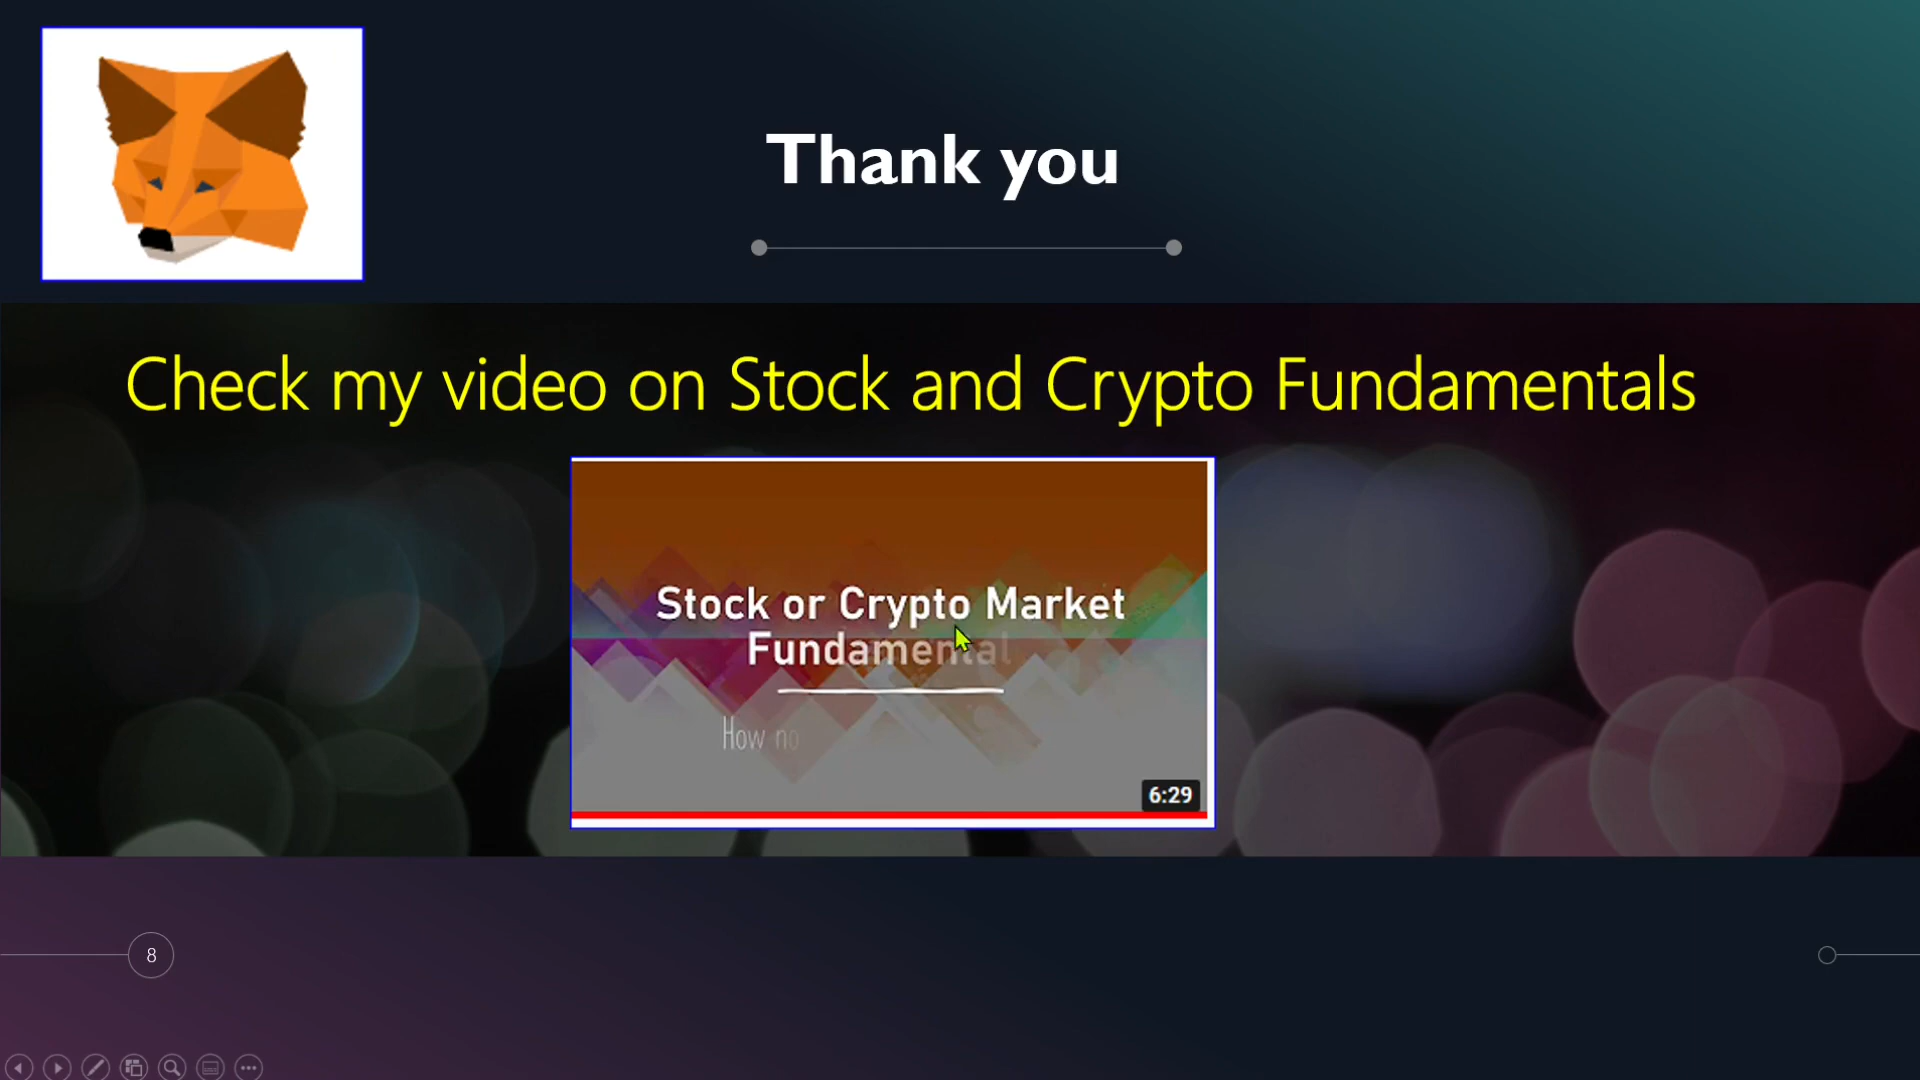 Thank you
Check my video on Stock and Crypto Fundamentals
Stock or Crypto Market
Fundamental
How no
6:29
8